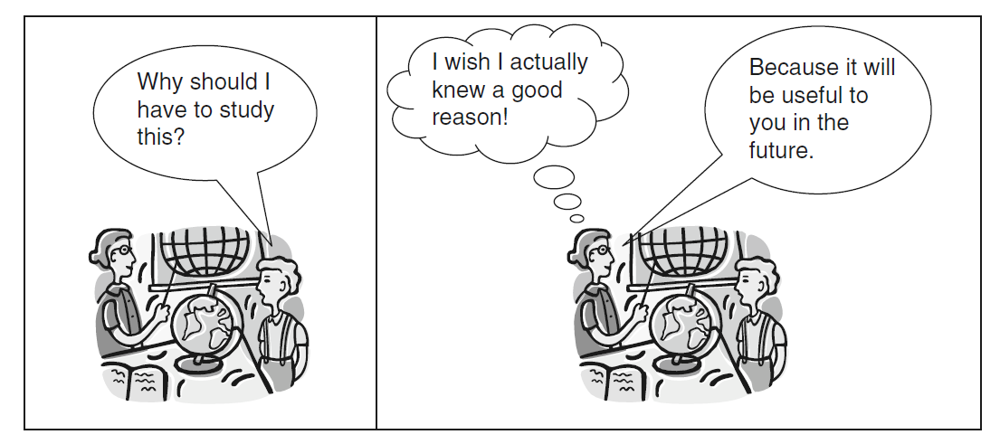 Why should I
have to study
this?
I wish I actually
knew a good
reason!
Because it will
be useful to
you in the
future.